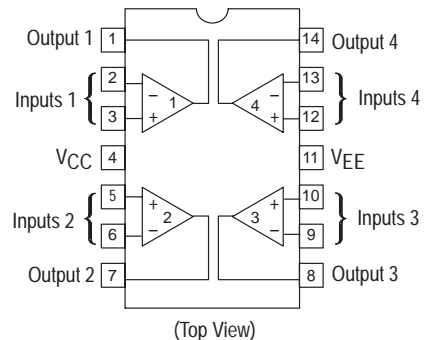 Output 1 1 14 Output 4
2 13
Inputs 1 { − 1 4 − } Inputs 4
3 + + 12
VCC 4 11 VEE
5 + + 10
Inputs 2 { 2 3 } Inputs 3
6 − − 9
Output 2 7 8 Output 3
(Top View)